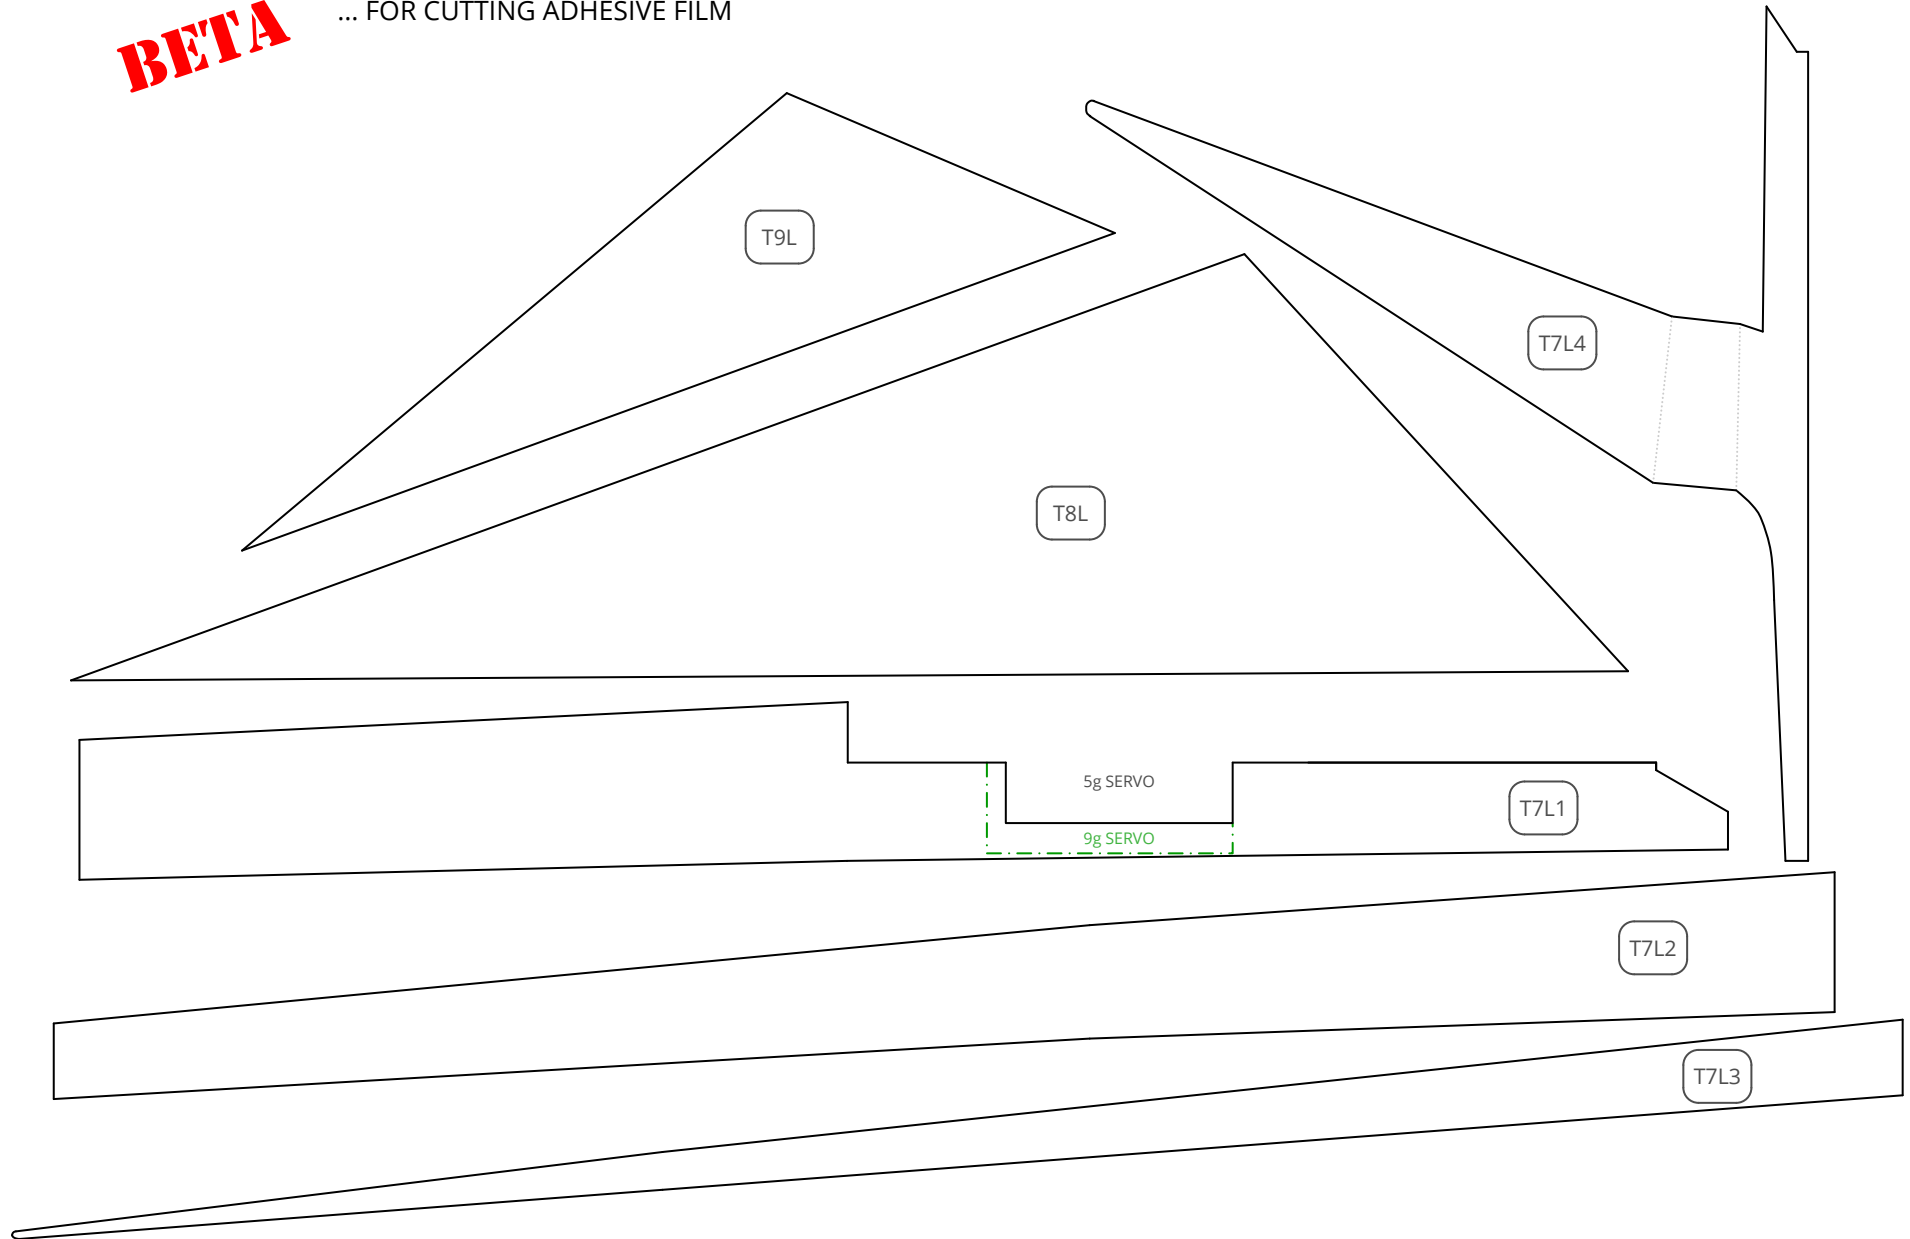 ... FOR CUTTING ADHESIVE FILM
BETA
T9L
T7L4
T8L
5g SERVO
T7L1
9g SERVO
T7L2
T7L3